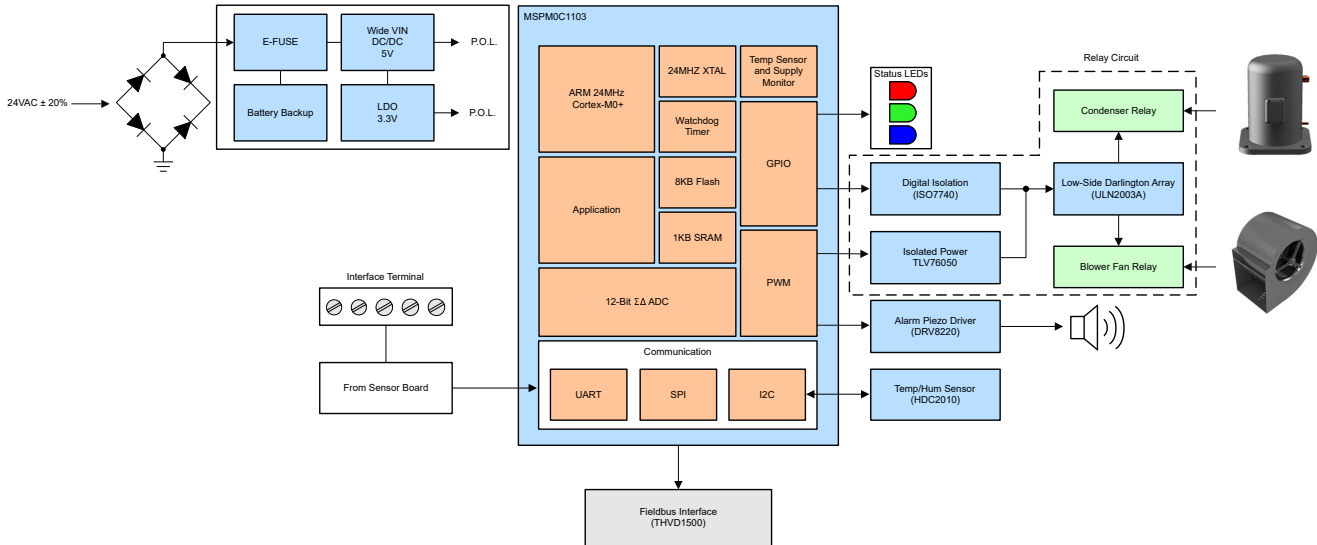 MSPM0C1103
E-FUSE
Wide VIN
DC/DC
5V
P.O.L.
24VAC ± 20%
Battery Backup
LDO
3.3V
P.O.L.
ARM 24MHz
Cortex-M0+
24MHZ XTAL
Temp Sensor
and Supply
Monitor
Watchdog
Timer
GPIO
Application
8KB Flash
1KB SRAM
12-Bit ΣΔ ADC
PWM
Communication
UART
SPI
I2C
Status LEDs
Relay Circuit
Condenser Relay
Digital Isolation
(ISO7740)
Low-Side Darlington Array
(ULN2003A)
Isolated Power
TLV76050
Blower Fan Relay
Alarm Piezo Driver
(DRV8220)
Temp/Hum Sensor
(HDC2010)
Interface Terminal
From Sensor Board
Fieldbus Interface
(THVD1500)